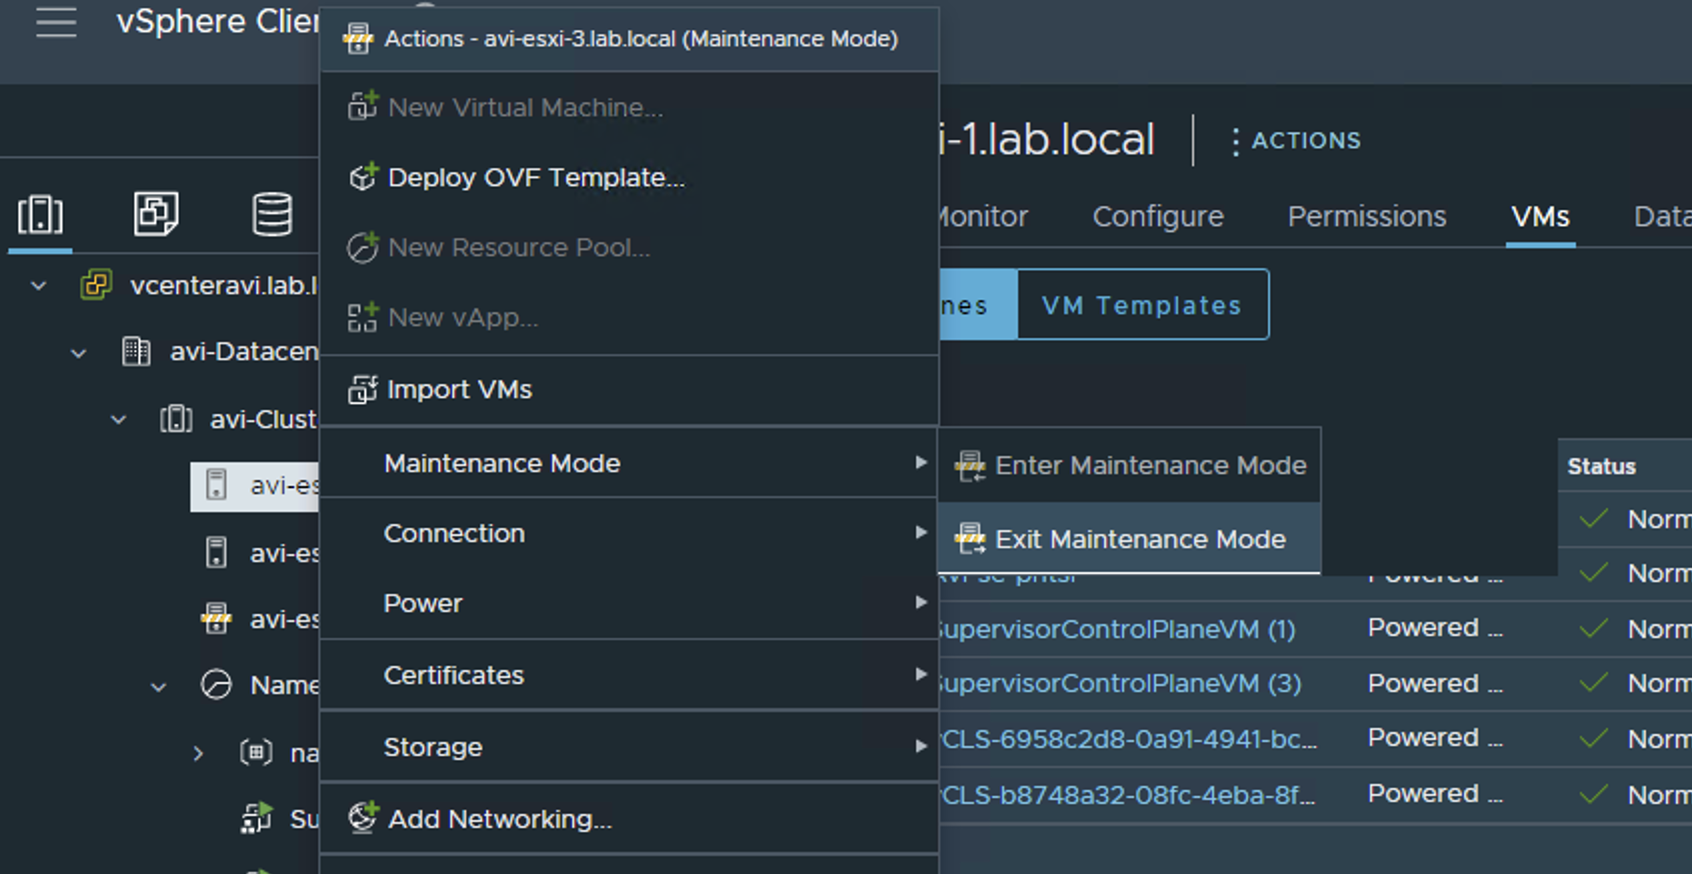 vSphere Clie
Actions - avi-esxi-3.lab.local (Maintenance Mode)
New Virtual Machine...
Deploy OVF Template...
New Resource Pool...
New vApp...
Import VMs
Maintenance Mode
Connection
Power
Certificates
Storage
Add Networking...
Enter Maintenance Mode
Exit Maintenance Mode
vcenteravi.lab.l
avi-Datacen
avi-Clust
avi-es
avi-es
avi-es
Name
na
Su
i-1.lab.local
ACTIONS
Monitor Configure Permissions VMs Data
nes VM Templates
Status
Norm
Powered ... Norm
SupervisorControlPlaneVM (1) Powered ... Norm
SupervisorControlPlaneVM (3) Powered ... Norm
vCLS-6958c2d8-0a91-4941-bc... Powered ... Norm
vCLS-b8748a32-08fc-4eba-8f... Powered ... Norm